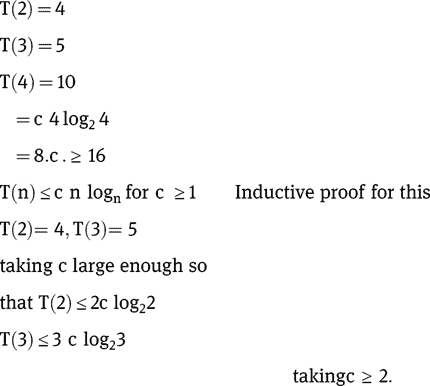 T(2) = 4
T(3) = 5
T(4) = 10
= c 4 log₂ 4
= 8.c . ≥ 16
T(n) ≤ c n logₙ for c ≥ 1 Inductive proof for this
T(2)= 4, T(3)= 5
taking c large enough so
that T(2) ≤ 2c log₂2
T(3) ≤ 3 c log₂3
takingc ≥ 2.